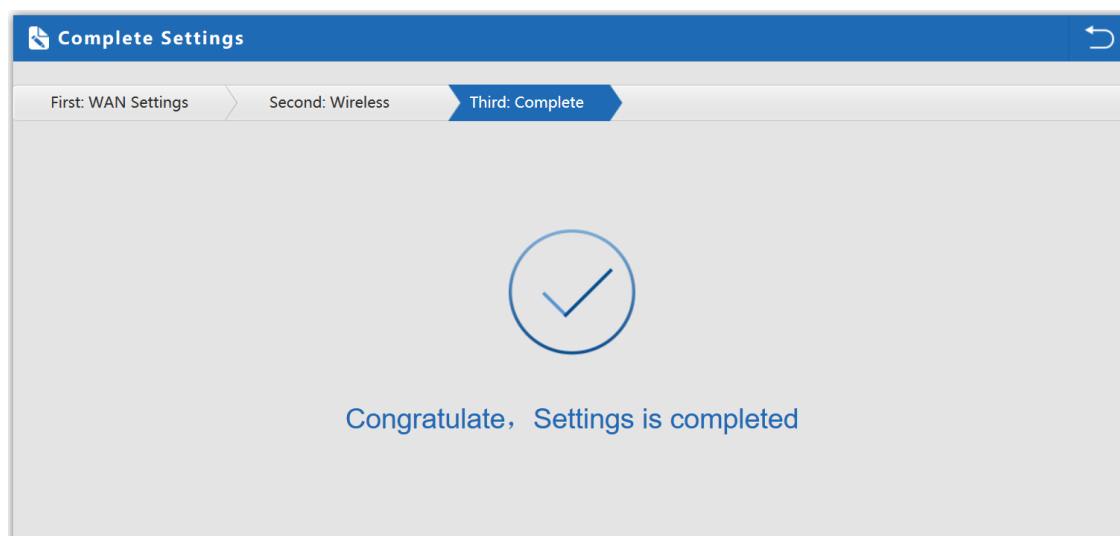 Complete Settings
First: WAN Settings
Second: Wireless
Third: Complete
Congratulate，Settings is completed